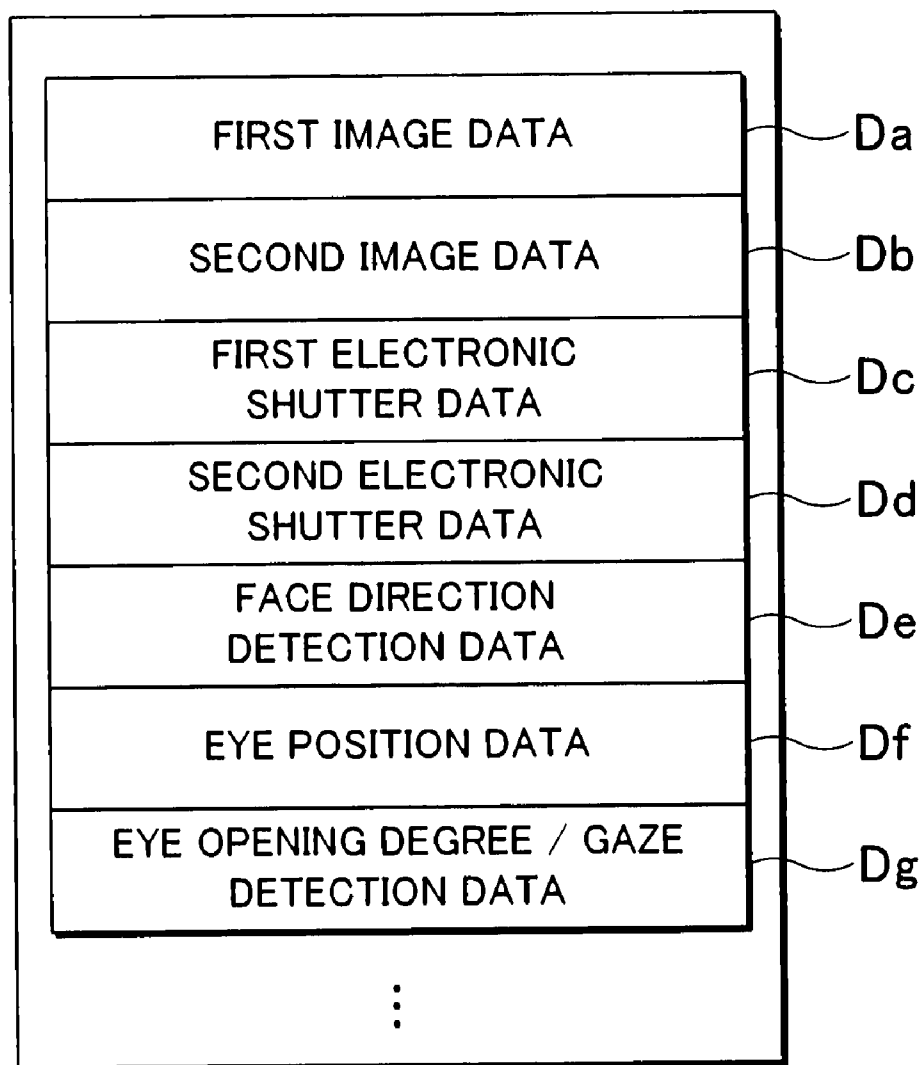 FIRST IMAGE DATA Da
SECOND IMAGE DATA Db
FIRST ELECTRONIC
SHUTTER DATA Dc
SECOND ELECTRONIC
SHUTTER DATA Dd
FACE DIRECTION
DETECTION DATA De
EYE POSITION DATA Df
EYE OPENING DEGREE / GAZE
DETECTION DATA Dg